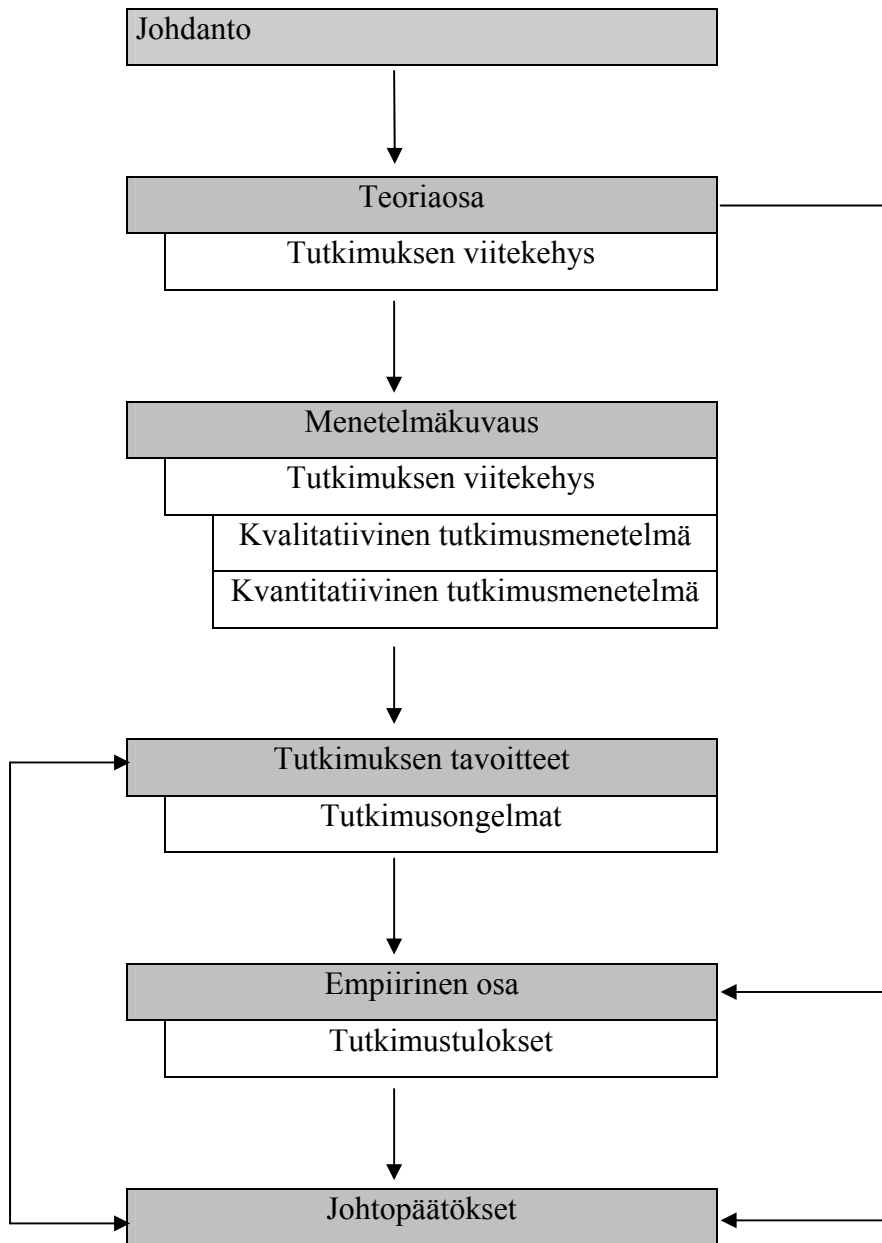 Johdanto
Teoriaosa
Tutkimuksen viitekehys
Menetelmäkuvaus
Tutkimuksen viitekehys
Kvalitatiivinen tutkimusmenetelmä
Kvantitatiivinen tutkimusmenetelmä
Tutkimuksen tavoitteet
Tutkimusongelmat
Empiirinen osa
Tutkimustulokset
Johtopäätökset